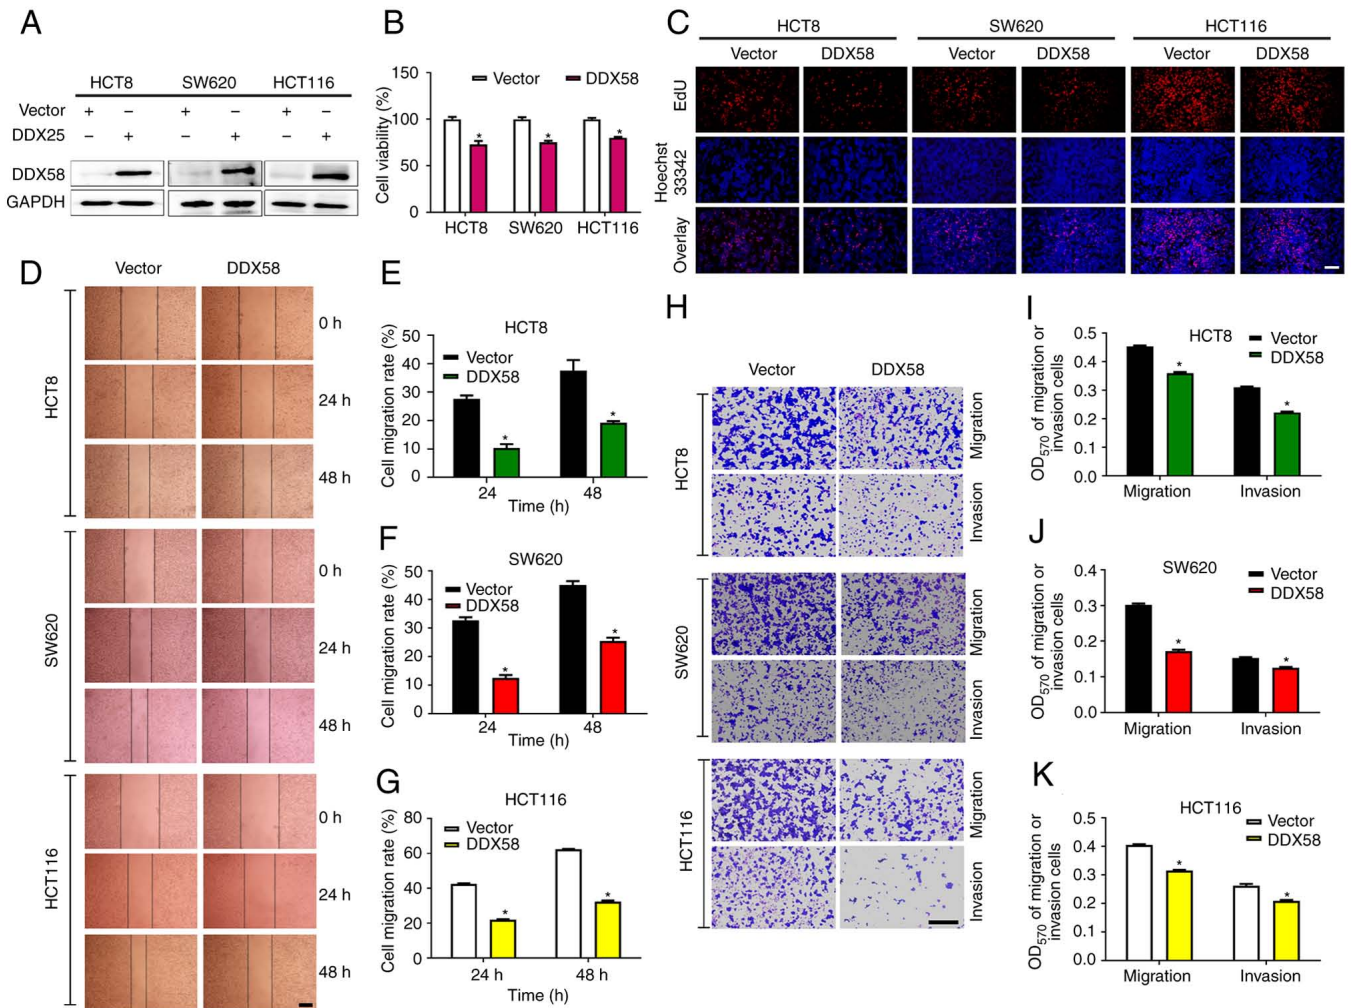 A
HCT8 SW620 HCT116
Vector + – + – + –
DDX25 – + – + – +
DDX58
GAPDH
B
Vector DDX58
Cell viability (%)
150
100
50
0
HCT8 SW620 HCT116
* * *
C
HCT8 SW620 HCT116
Vector DDX58 Vector DDX58 Vector DDX58
EdU
Hoechst
33342
Overlay
D
Vector DDX58
HCT8
0 h
24 h
48 h
SW620
0 h
24 h
48 h
HCT116
0 h
24 h
48 h
E
HCT8
Vector
DDX58
Cell migration rate (%)
50
40
30
20
10
0
* *
24 48
Time (h)
F
SW620
Vector
DDX58
Cell migration rate (%)
50
40
30
20
10
0
* *
24 48
Time (h)
G
HCT116
Vector
DDX58
Cell migration rate (%)
80
60
40
20
0
* *
24 h 48 h
Time (h)
H
Vector DDX58
HCT8
Migration
Invasion
SW620
Migration
Invasion
HCT116
Migration
Invasion
I
HCT8
Vector
DDX58
OD570 of migration or
invasion cells
0.5
0.4
0.3
0.2
0.1
0.0
* *
Migration Invasion
J
SW620
Vector
DDX58
OD570 of migration or
invasion cells
0.4
0.3
0.2
0.1
0.0
* *
Migration Invasion
K
HCT116
Vector
DDX58
OD570 of migration or
invasion cells
0.5
0.4
0.3
0.2
0.1
0.0
* *
Migration Invasion